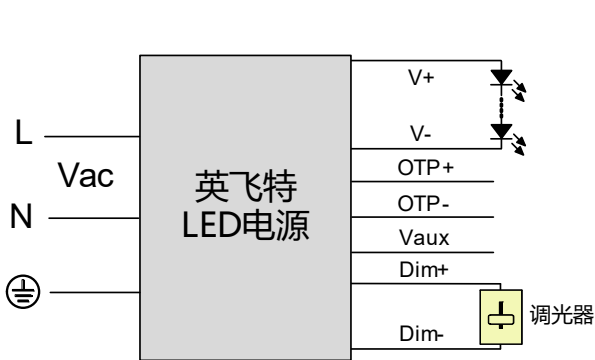 L
Vac
N
英飞特
LED电源
V+
V-
OTP+
OTP-
Vaux
Dim+
Dim-
调光器